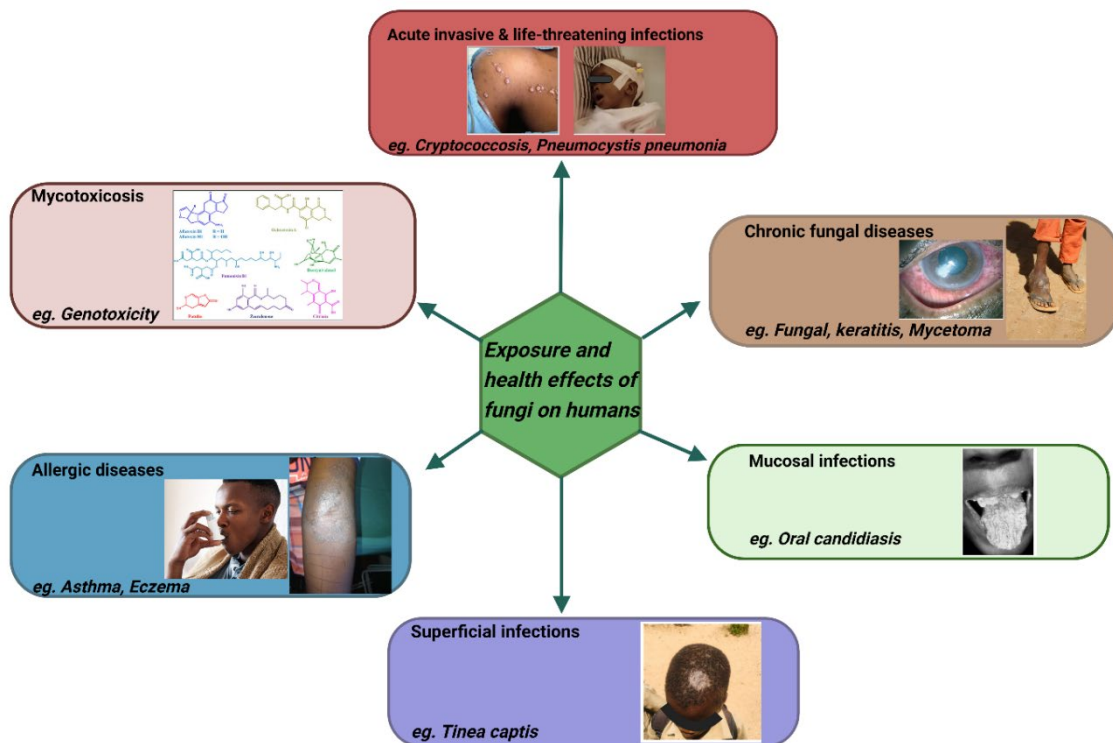 Acute invasive & life-threatening infections
eg. Cryptococcosis, Pneumocystis pneumonia
Mycotoxicosis
eg. Genotoxicity
Chronic fungal diseases
eg. Fungal, keratitis, Mycetoma
Exposure and
health effects of
fungi on humans
Allergic diseases
eg. Asthma, Eczema
Mucosal infections
eg. Oral candidiasis
Superficial infections
eg. Tinea captis